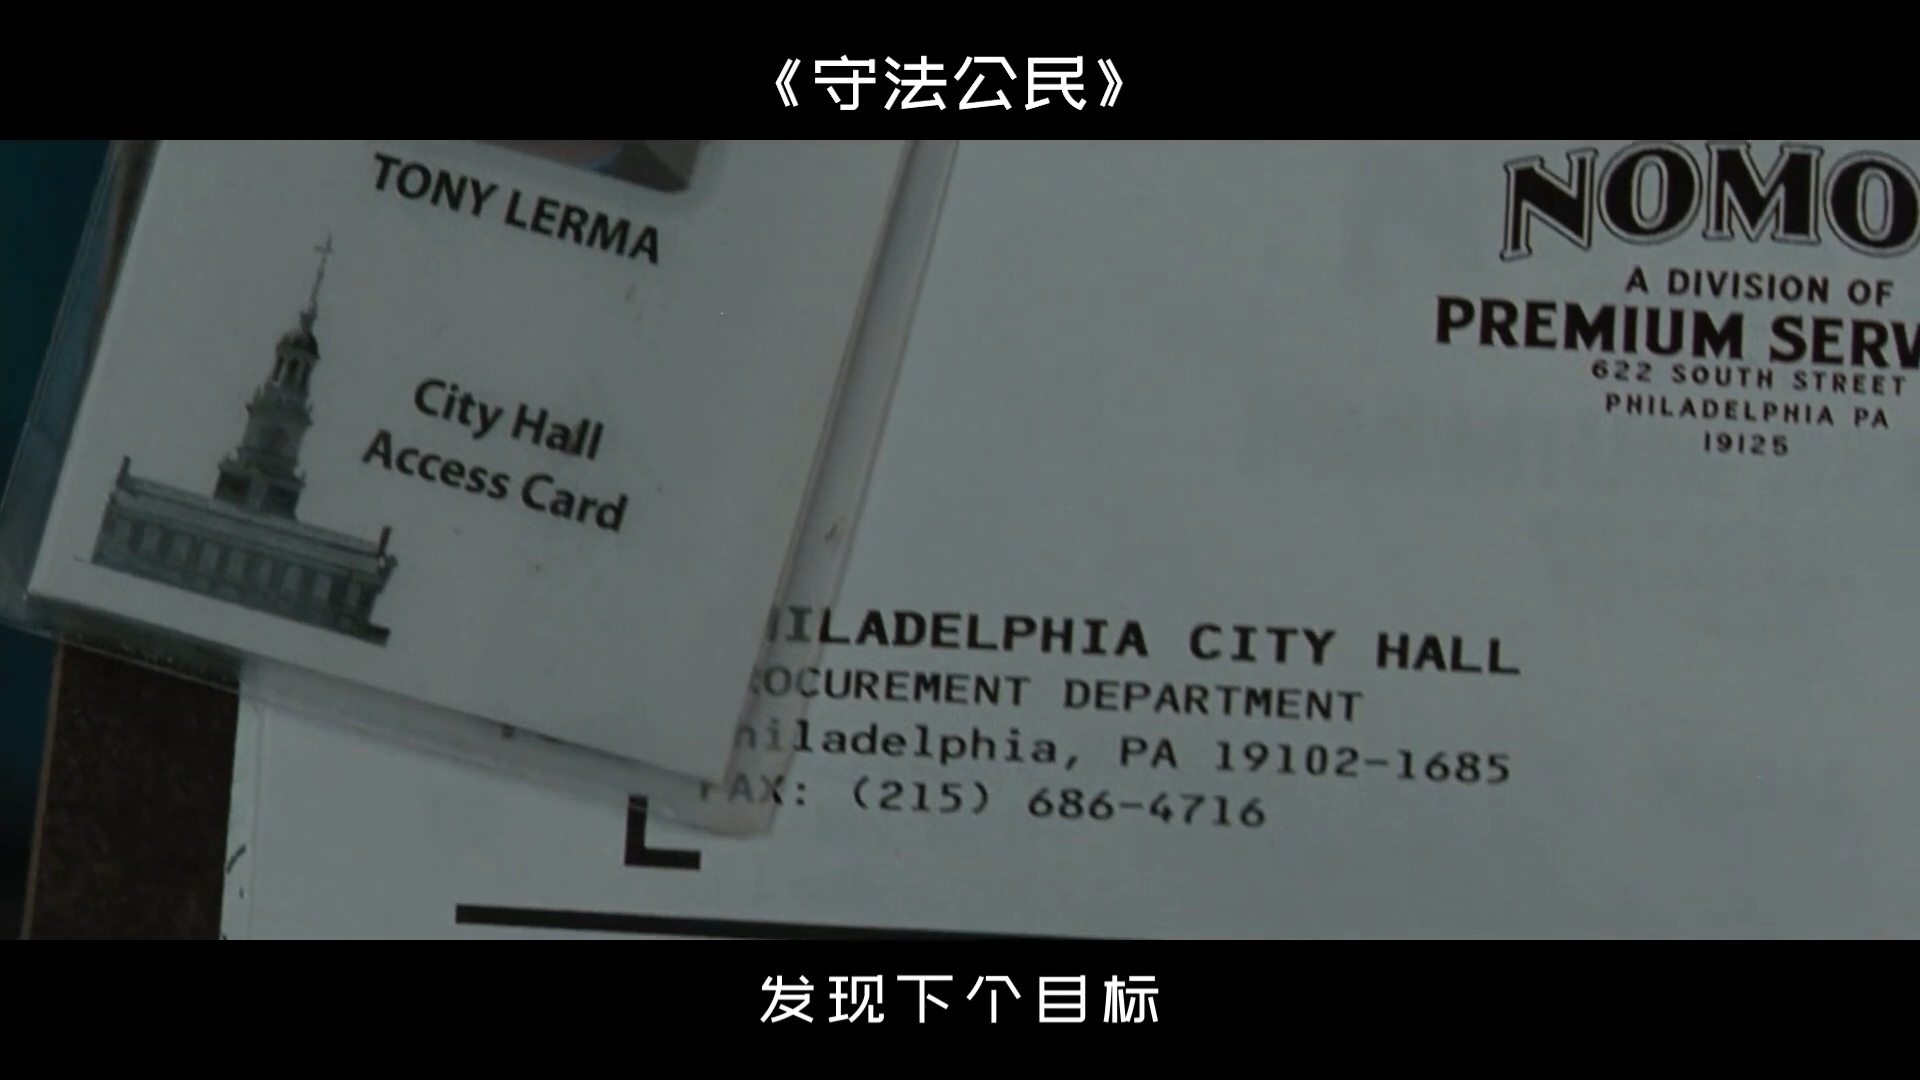 《守法公民》
TONY LERMA
City Hall
Access Card
NOMO
A DIVISION OF
PREMIUM SERV
622 SOUTH STREET
PHILADELPHIA PA
19125
ILADELPHIA CITY HALL
OCUREMENT DEPARTMENT
niladelphia, PA 19102-1685
FAX: (215) 686-4716
发现下个目标